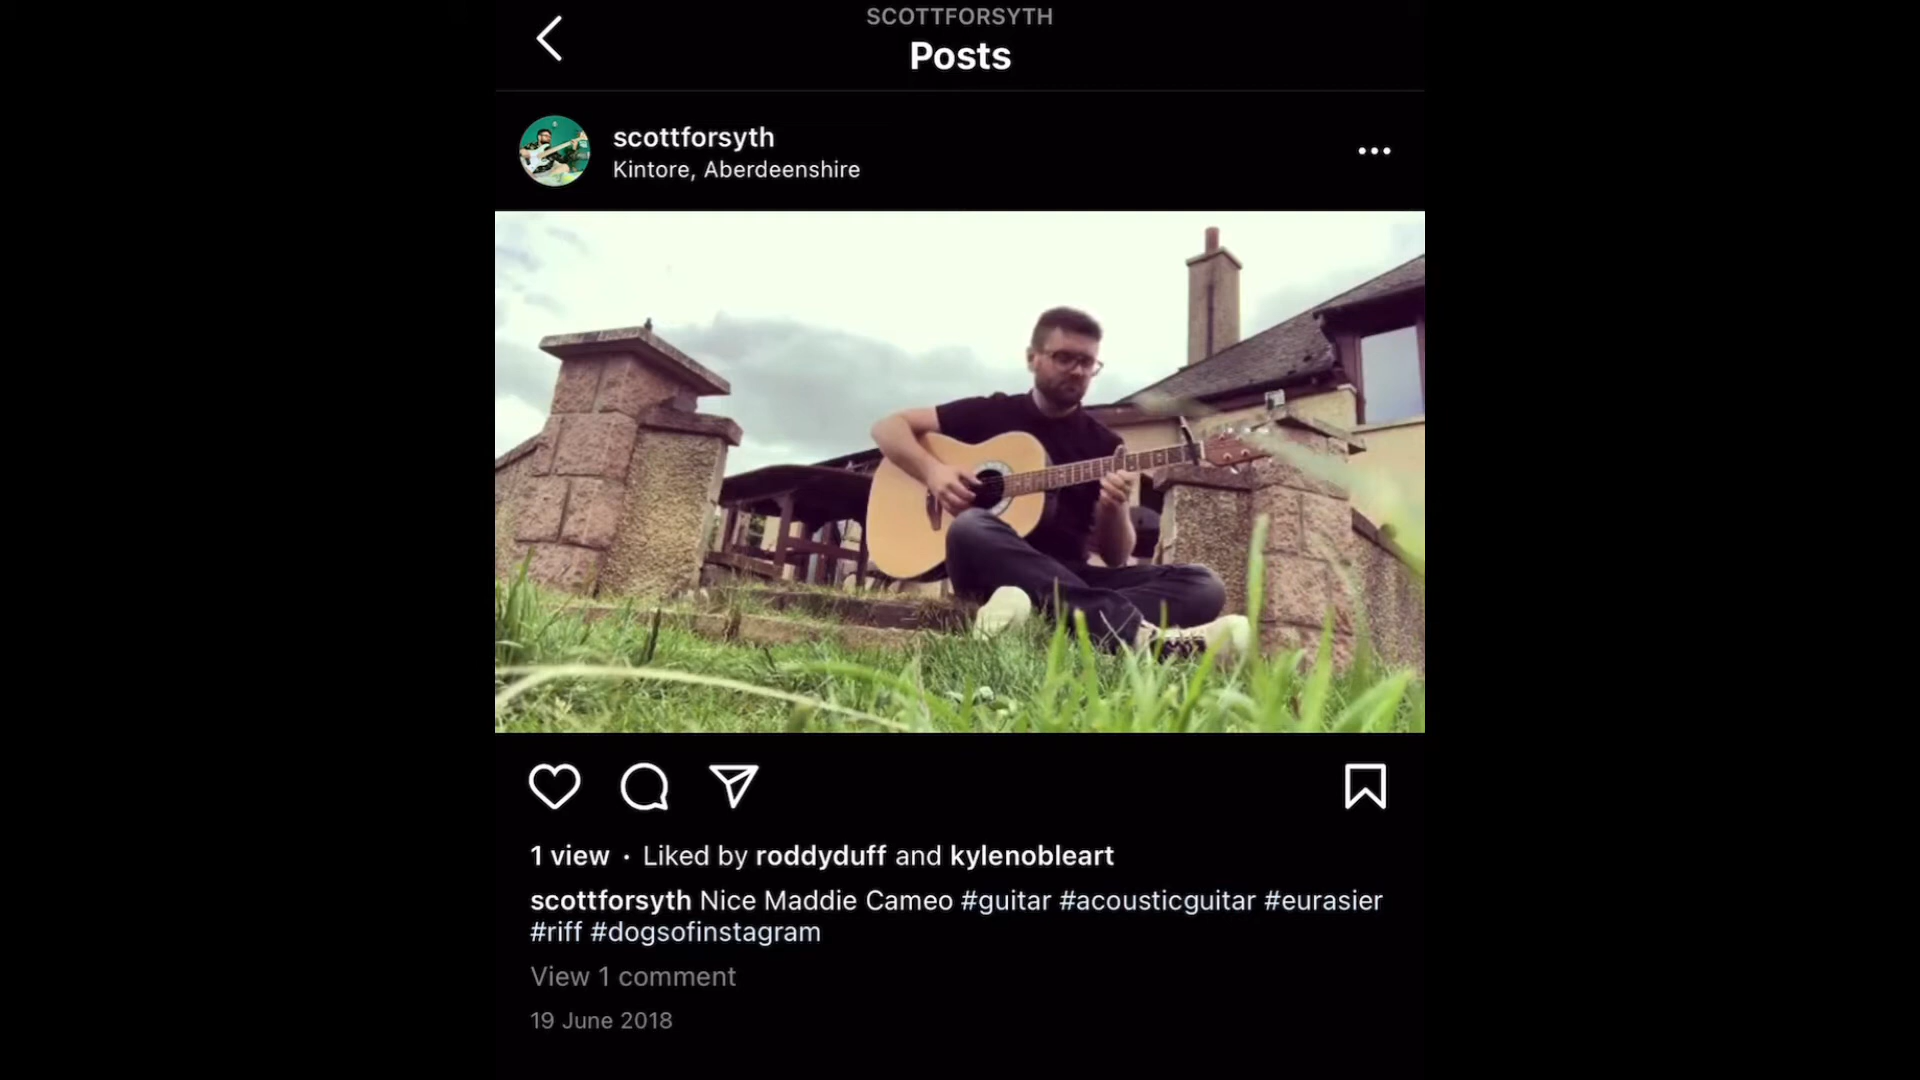 SCOTTFORSYTH
Posts
scottforsyth
Kintore, Aberdeenshire
1 view · Liked by roddyduff and kylenobleart
scottforsyth Nice Maddie Cameo #guitar #acousticguitar #eurasier
#riff #dogsofinstagram
View 1 comment
19 June 2018